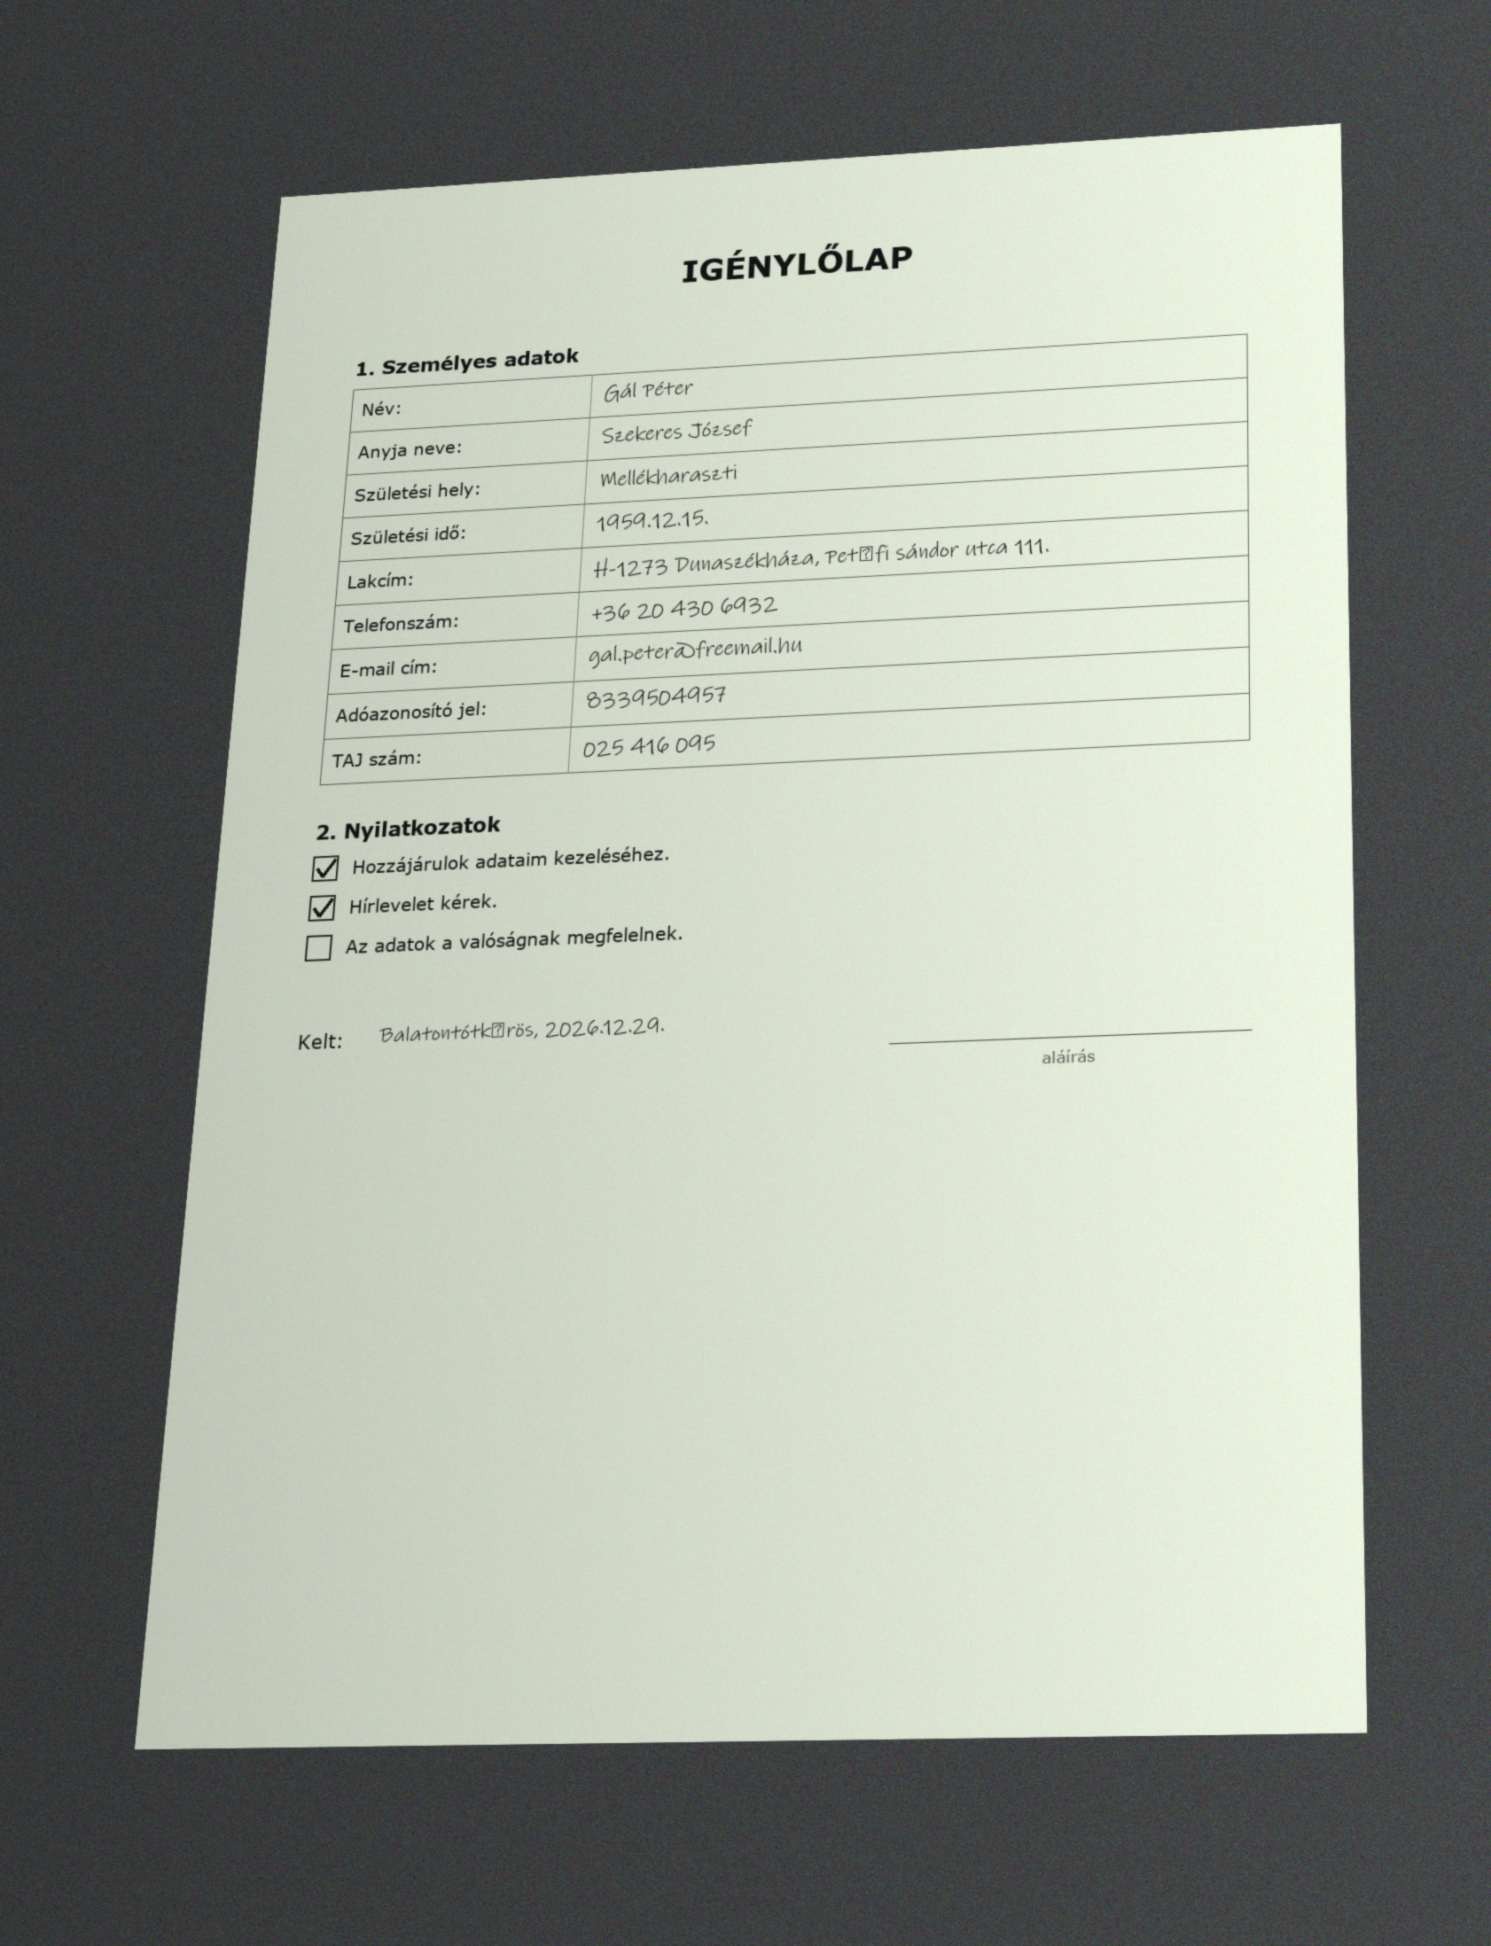 IGÉNYLŐLAP
1. Személyes adatok
Név: Gál Péter
Anyja neve: Szekeres József
Születési hely: Mellékharaszti
Születési idő: 1959.12.15.
Lakcím: H-1273 Dunaszékháza, Pet▯fi sándor utca 111.
Telefonszám: +36 20 430 6932
E-mail cím: gal.peter@freemail.hu
Adóazonosító jel: 8339504957
TAJ szám: 025 416 095
2. Nyilatkozatok
☑ Hozzájárulok adataim kezeléséhez.
☑ Hírlevelet kérek.
☐ Az adatok a valóságnak megfelelnek.
Kelt: Balatontótk▯rös, 2026.12.29.
aláírás